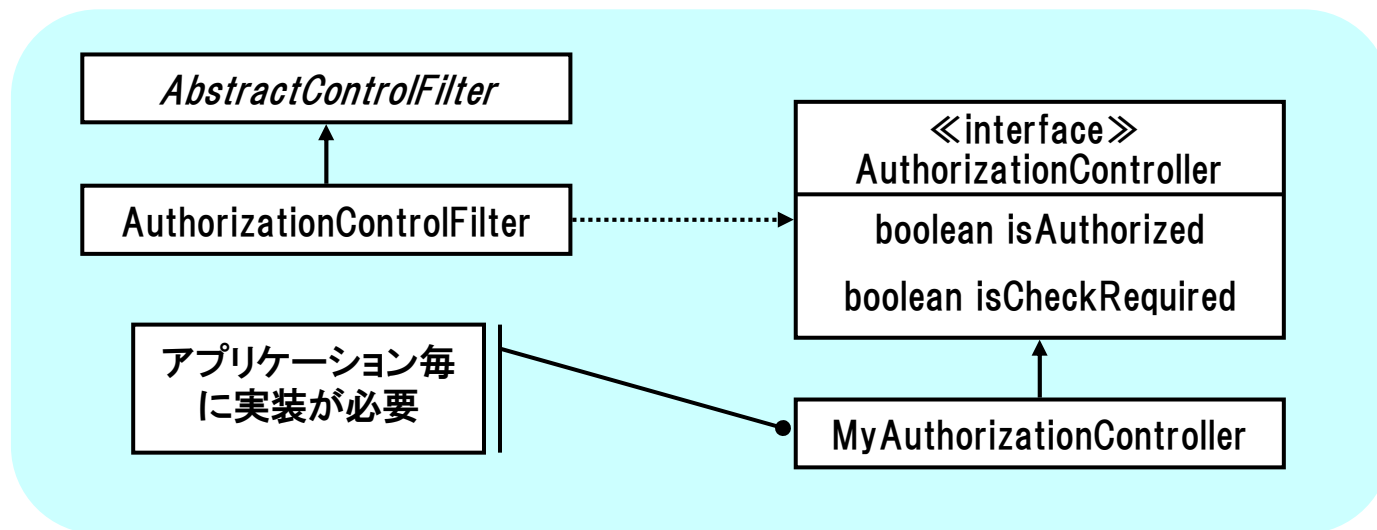 AbstractControlFilter
AuthorizationControlFilter
≪interface≫
AuthorizationController
boolean isAuthorized
boolean isCheckRequired
アプリケーション毎
に実装が必要
MyAuthorizationController